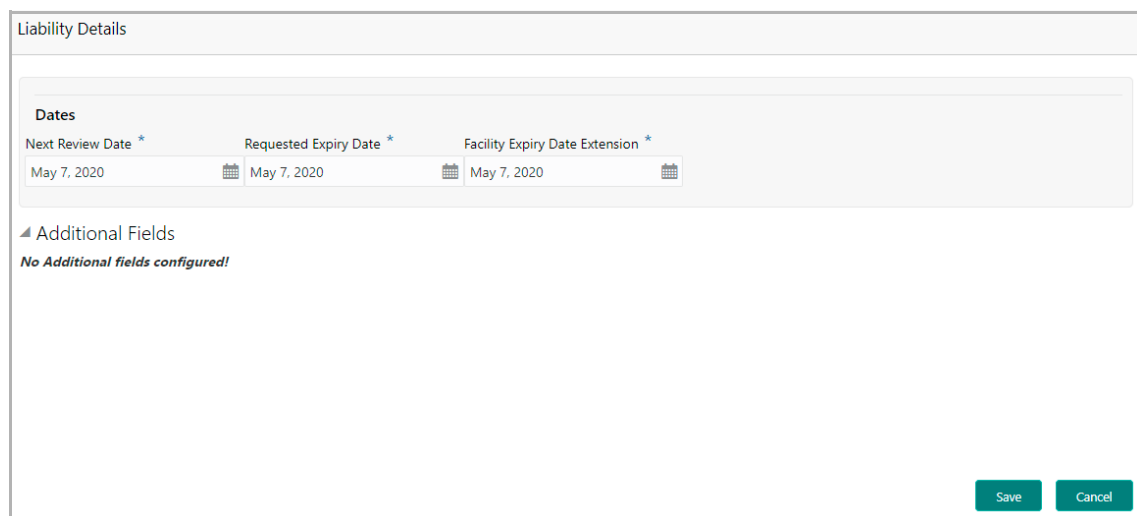 Liability Details
Dates
Next Review Date * Requested Expiry Date * Facility Expiry Date Extension *
May 7, 2020 May 7, 2020 May 7, 2020
Additional Fields
No Additional fields configured!
Save Cancel